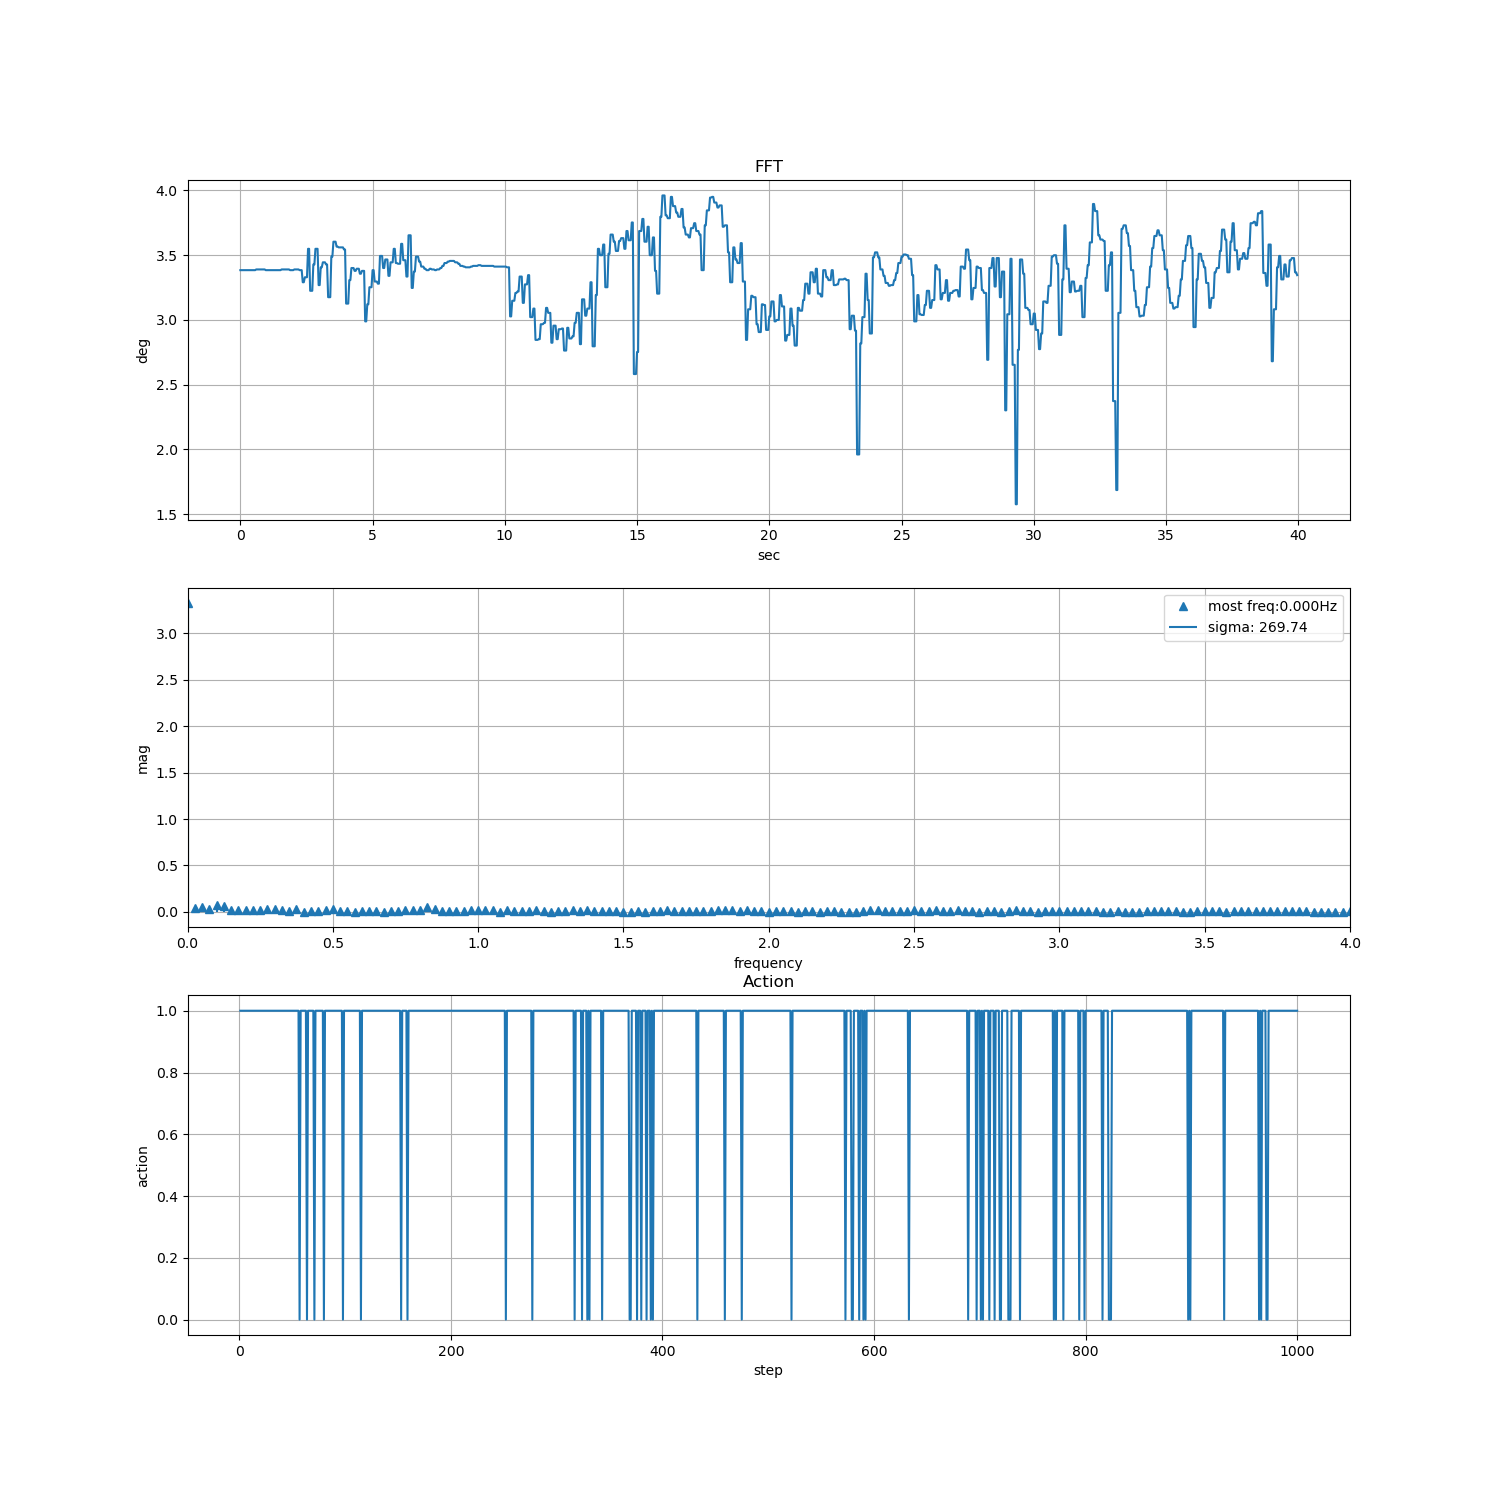 FFT
4.0
3.5
3.0
2.5
2.0
1.5
deg
0 5 10 15 20 25 30 35 40
sec
most freq:0.000Hz
sigma: 269.74
3.0
2.5
2.0
1.5
1.0
0.5
0.0
mag
0.0 0.5 1.0 1.5 2.0 2.5 3.0 3.5 4.0
frequency
Action
1.0
0.8
0.6
0.4
0.2
0.0
action
0 200 400 600 800 1000
step